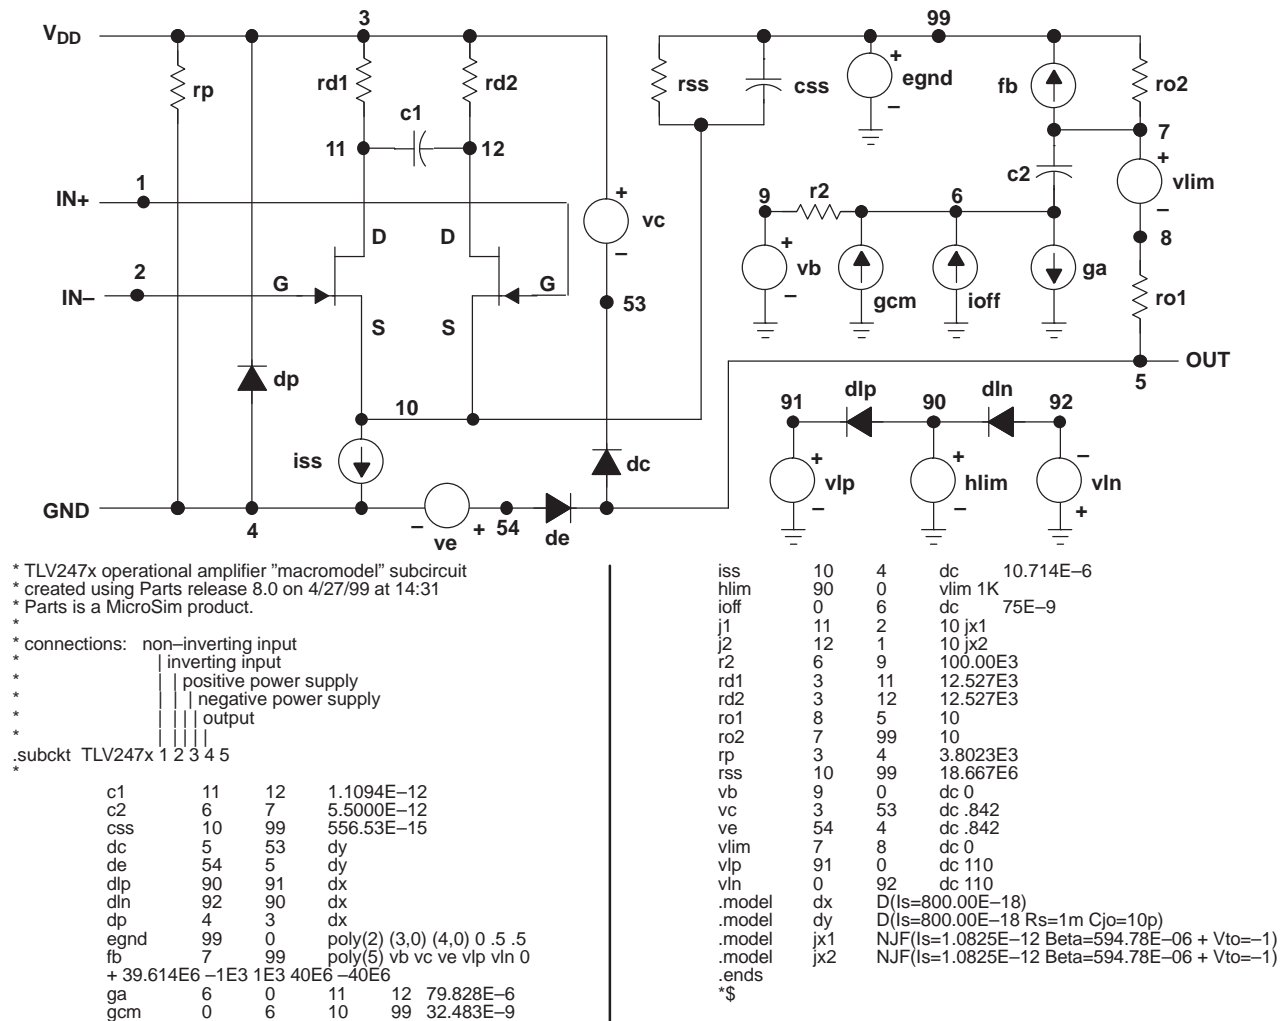 3
99
VDD
rp
rd1
rd2
c1
11
12
rss
css
egnd
+
−
fb
ro2
7
1
IN+
D
D
+
vc
−
9
r2
6
c2
+
vlim
−
8
2
IN−
G
G
53
+
vb
−
gcm
ioff
ga
ro1
S
S
OUT
5
dp
10
91
dlp
90
dln
92
iss
dc
+
vlp
−
+
hlim
−
−
vln
+
GND
4
−
ve
+
54
de
* TLV247x operational amplifier ”macromodel” subcircuit
* created using Parts release 8.0 on 4/27/99 at 14:31
* Parts is a MicroSim product.
*
* connections: non–inverting input
* | inverting input
* | | positive power supply
* | | | negative power supply
* | | | | output
* | | | | |
.subckt TLV247x 1 2 3 4 5
*
c1 11 12 1.1094E–12
c2 6 7 5.5000E–12
css 10 99 556.53E–15
dc 5 53 dy
de 54 5 dy
dlp 90 91 dx
dln 92 90 dx
dp 4 3 dx
egnd 99 0 poly(2) (3,0) (4,0) 0 .5 .5
fb 7 99 poly(5) vb vc ve vlp vln 0
+ 39.614E6 –1E3 1E3 40E6 –40E6
ga 6 0 11 12 79.828E–6
gcm 0 6 10 99 32.483E–9
iss 10 4 dc 10.714E–6
hlim 90 0 vlim 1K
ioff 0 6 dc 75E–9
j1 11 2 10 jx1
j2 12 1 10 jx2
r2 6 9 100.00E3
rd1 3 11 12.527E3
rd2 3 12 12.527E3
ro1 8 5 10
ro2 7 99 10
rp 3 4 3.8023E3
rss 10 99 18.667E6
vb 9 0 dc 0
vc 3 53 dc .842
ve 54 4 dc .842
vlim 7 8 dc 0
vlp 91 0 dc 110
vln 0 92 dc 110
.model dx D(Is=800.00E–18)
.model dy D(Is=800.00E–18 Rs=1m Cjo=10p)
.model jx1 NJF(Is=1.0825E–12 Beta=594.78E–06 + Vto=–1)
.model jx2 NJF(Is=1.0825E–12 Beta=594.78E–06 + Vto=–1)
.ends
*$